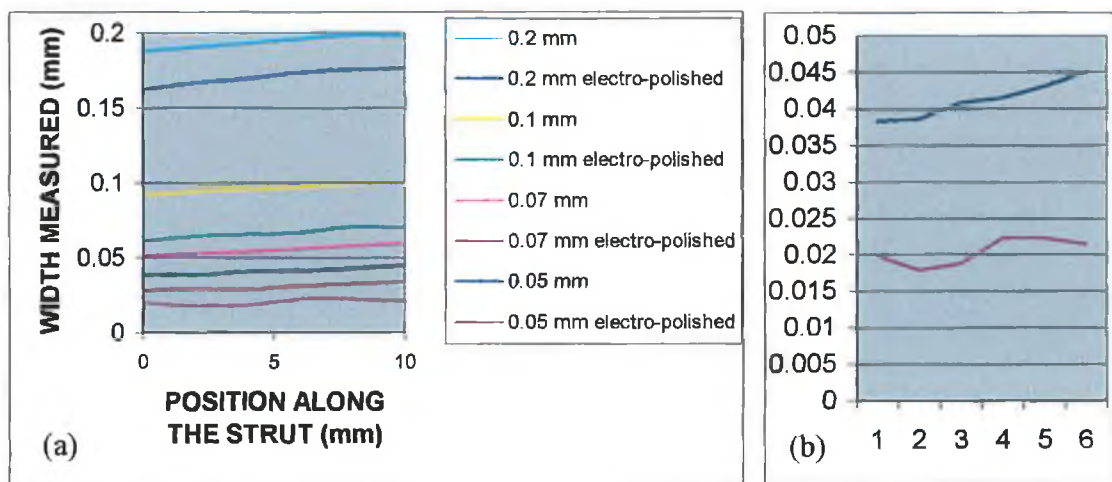 WIDTH MEASURED (mm)
0.2
0.15
0.1
0.05
0
0
5
10
POSITION ALONG
THE STRUT (mm)
(a)
0.2 mm
0.2 mm electro-polished
0.1 mm
0.1 mm electro-polished
0.07 mm
0.07 mm electro-polished
0.05 mm
0.05 mm electro-polished
0.05
0.045
0.04
0.035
0.03
0.025
0.02
0.015
0.01
0.005
0
1 2 3 4 5 6
(b)